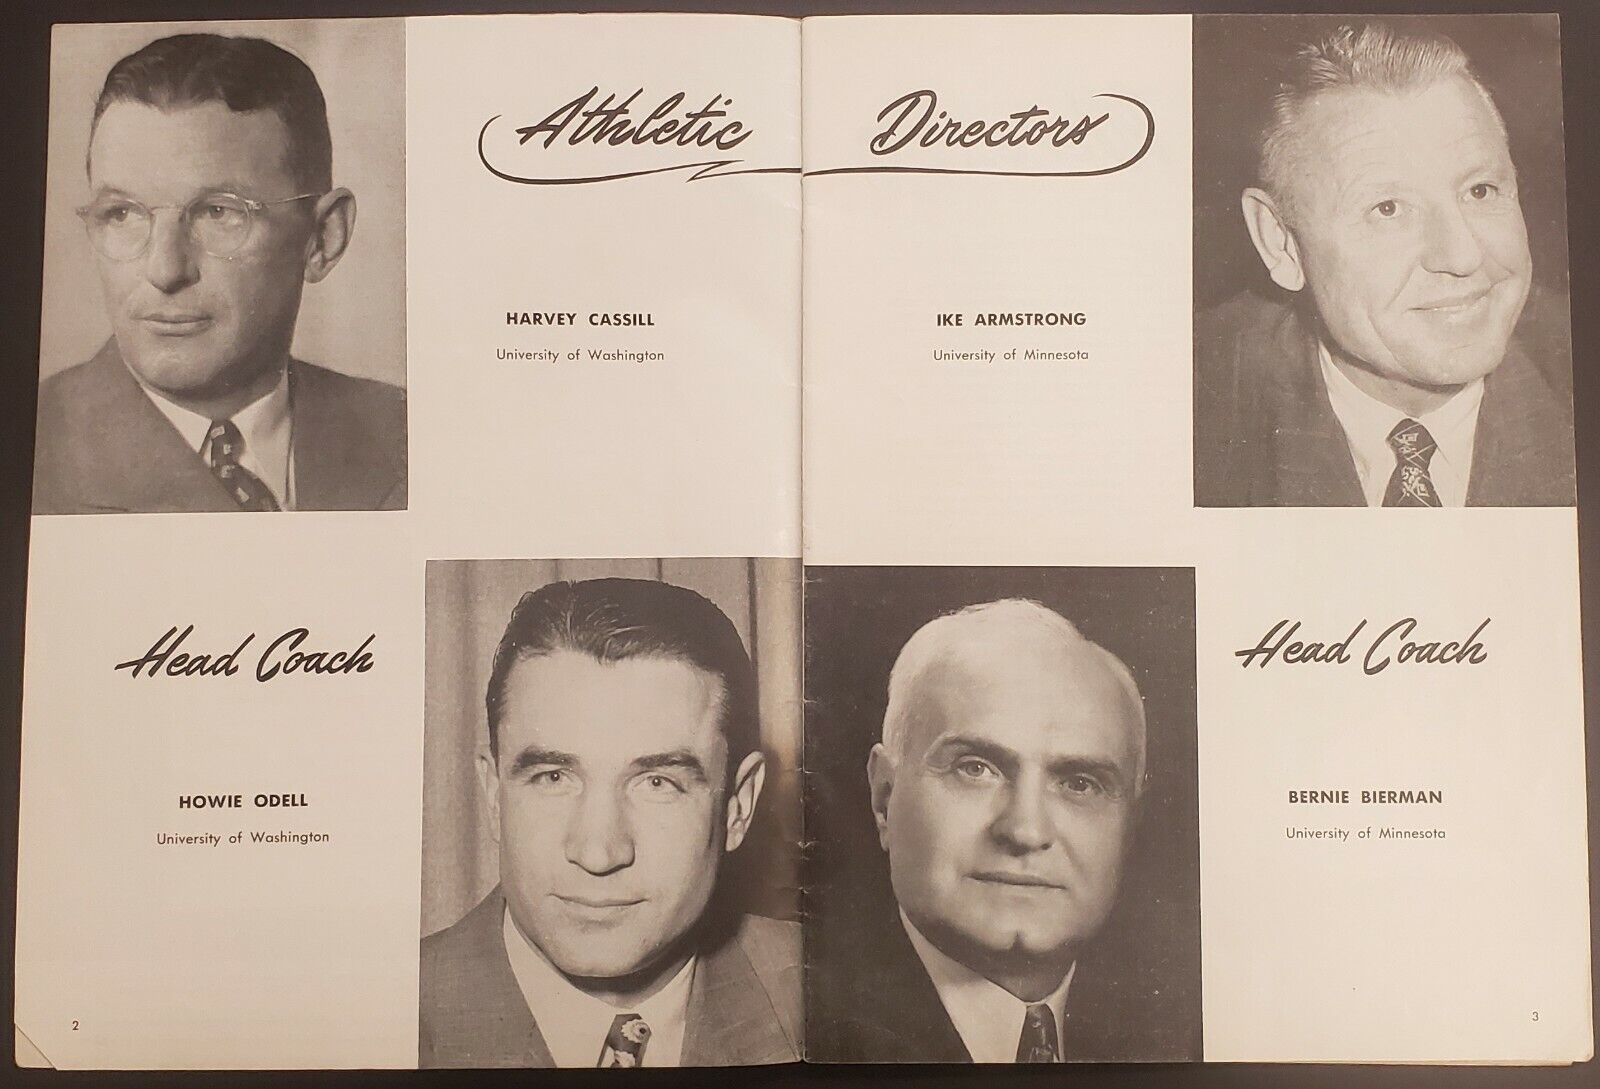 Athletic Directors
HARVEY CASSILL
University of Washington
IKE ARMSTRONG
University of Minnesota
Head Coach
HOWIE ODELL
University of Washington
Head Coach
BERNIE BIERMAN
University of Minnesota
2
3